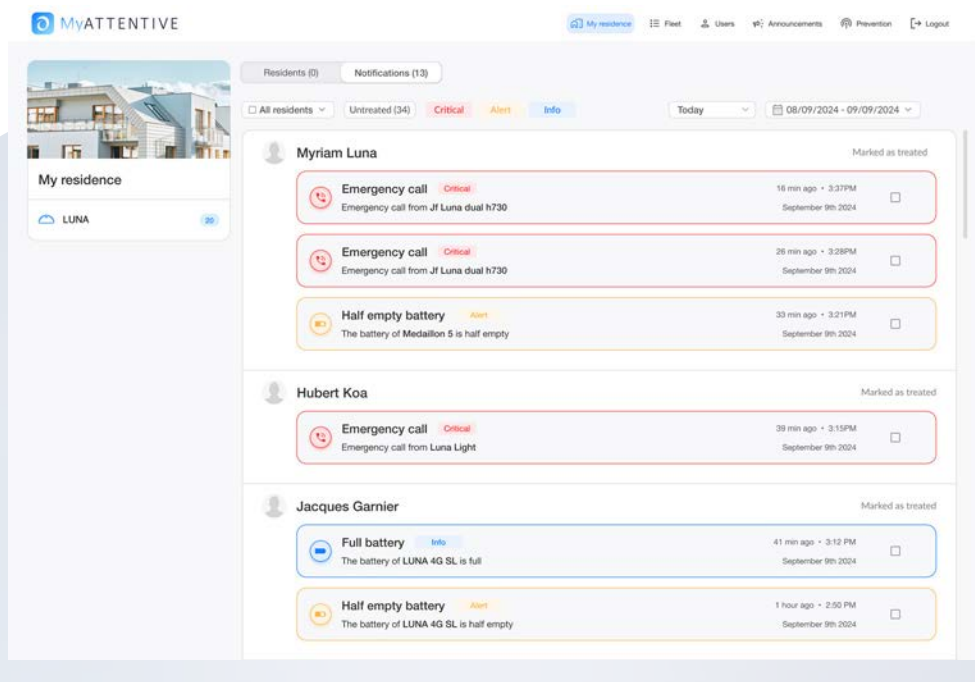 MyATTENTIVE
My residence Fleet Users Announcements Prevention Logout
Residents (0) Notifications (13)
All residents Untreated (34) Critical Alert Info Today 08/09/2024 - 09/09/2024
My residence
LUNA 20
Myriam Luna Marked as treated
Emergency call Critical 16 min ago • 3:37PM
Emergency call from Jf Luna dual h730 September 9th 2024
Emergency call Critical 26 min ago • 3:28PM
Emergency call from Jf Luna dual h730 September 9th 2024
Half empty battery Alert 33 min ago • 3:21PM
The battery of Medaillon 5 is half empty September 9th 2024
Hubert Koa Marked as treated
Emergency call Critical 39 min ago • 3:15PM
Emergency call from Luna Light September 9th 2024
Jacques Garnier Marked as treated
Full battery Info 41 min ago • 3:12 PM
The battery of LUNA 4G SL is full September 9th 2024
Half empty battery Alert 1 hour ago • 2:50 PM
The battery of LUNA 4G SL is half empty September 9th 2024